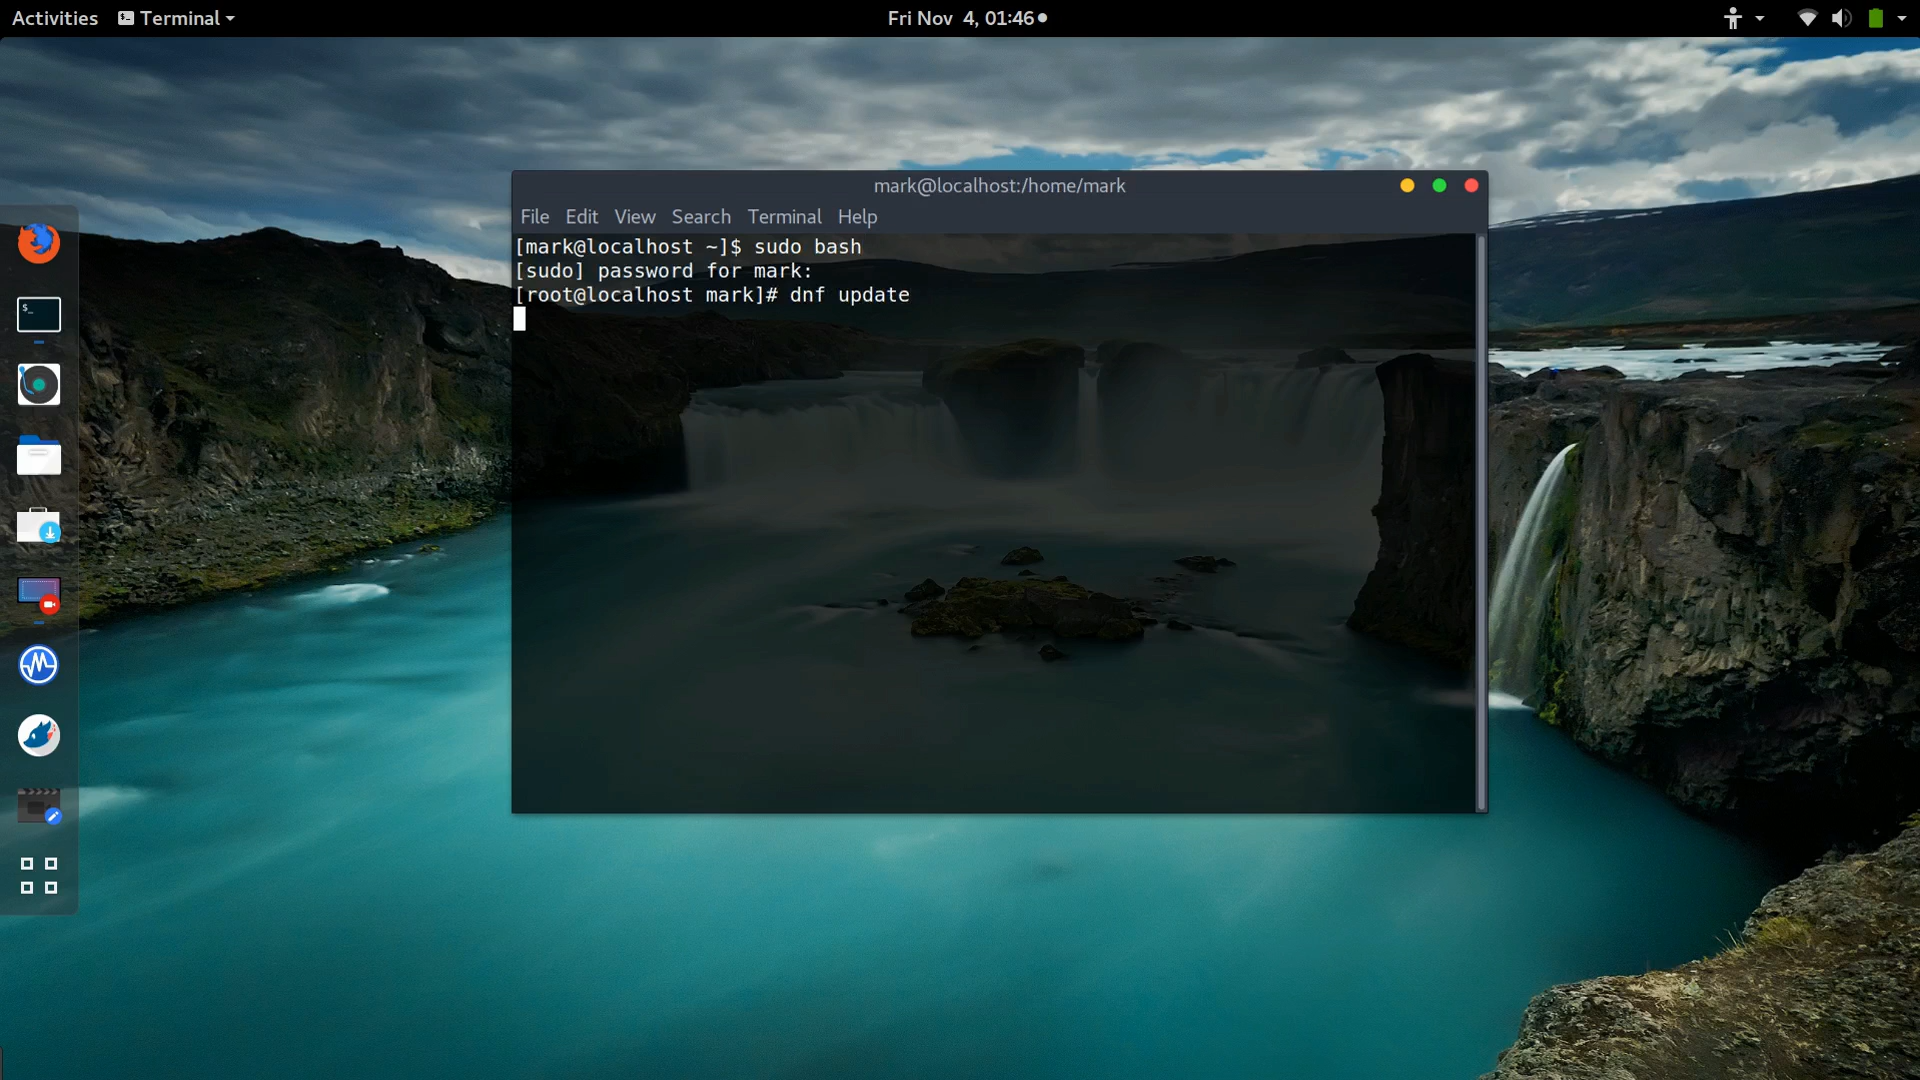 Activities Terminal Fri Nov 4, 01:46
mark@localhost:/home/mark
File Edit View Search Terminal Help
[mark@localhost ~]$ sudo bash
[sudo] password for mark:
[root@localhost mark]# dnf update